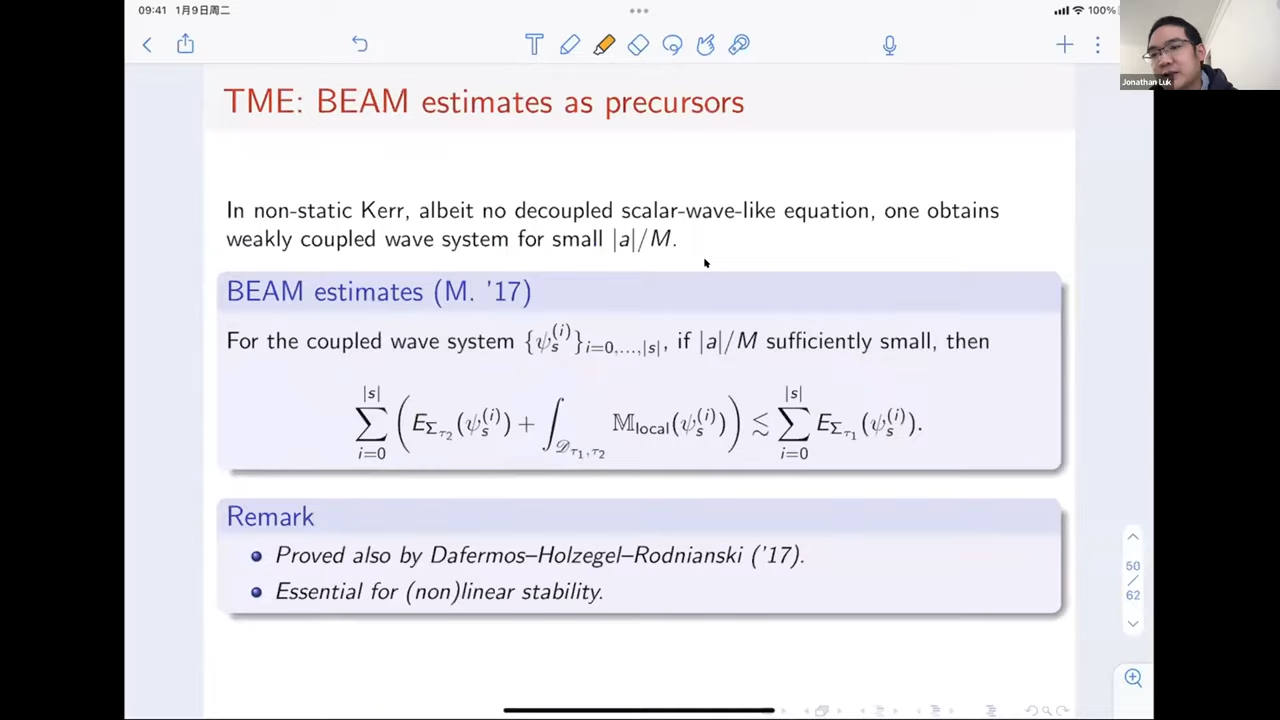 09:41 1月9日周二
100%
Jonathan Luk
TME: BEAM estimates as precursors
In non-static Kerr, albeit no decoupled scalar-wave-like equation, one obtains
weakly coupled wave system for small |a|/M.
BEAM estimates (M. '17)
For the coupled wave system {ψ_s^{(i)}}_{i=0,...,|s|}, if |a|/M sufficiently small, then
∑_{i=0}^{|s|} ( E_{Σ_{τ_2}}(ψ_s^{(i)}) + ∫_{𝒟_{τ_1,τ_2}} 𝕄_{local}(ψ_s^{(i)}) ) ≲ ∑_{i=0}^{|s|} E_{Σ_{τ_1}}(ψ_s^{(i)}).
Remark
Proved also by Dafermos–Holzegel–Rodnianski ('17).
Essential for (non)linear stability.
50
/
62